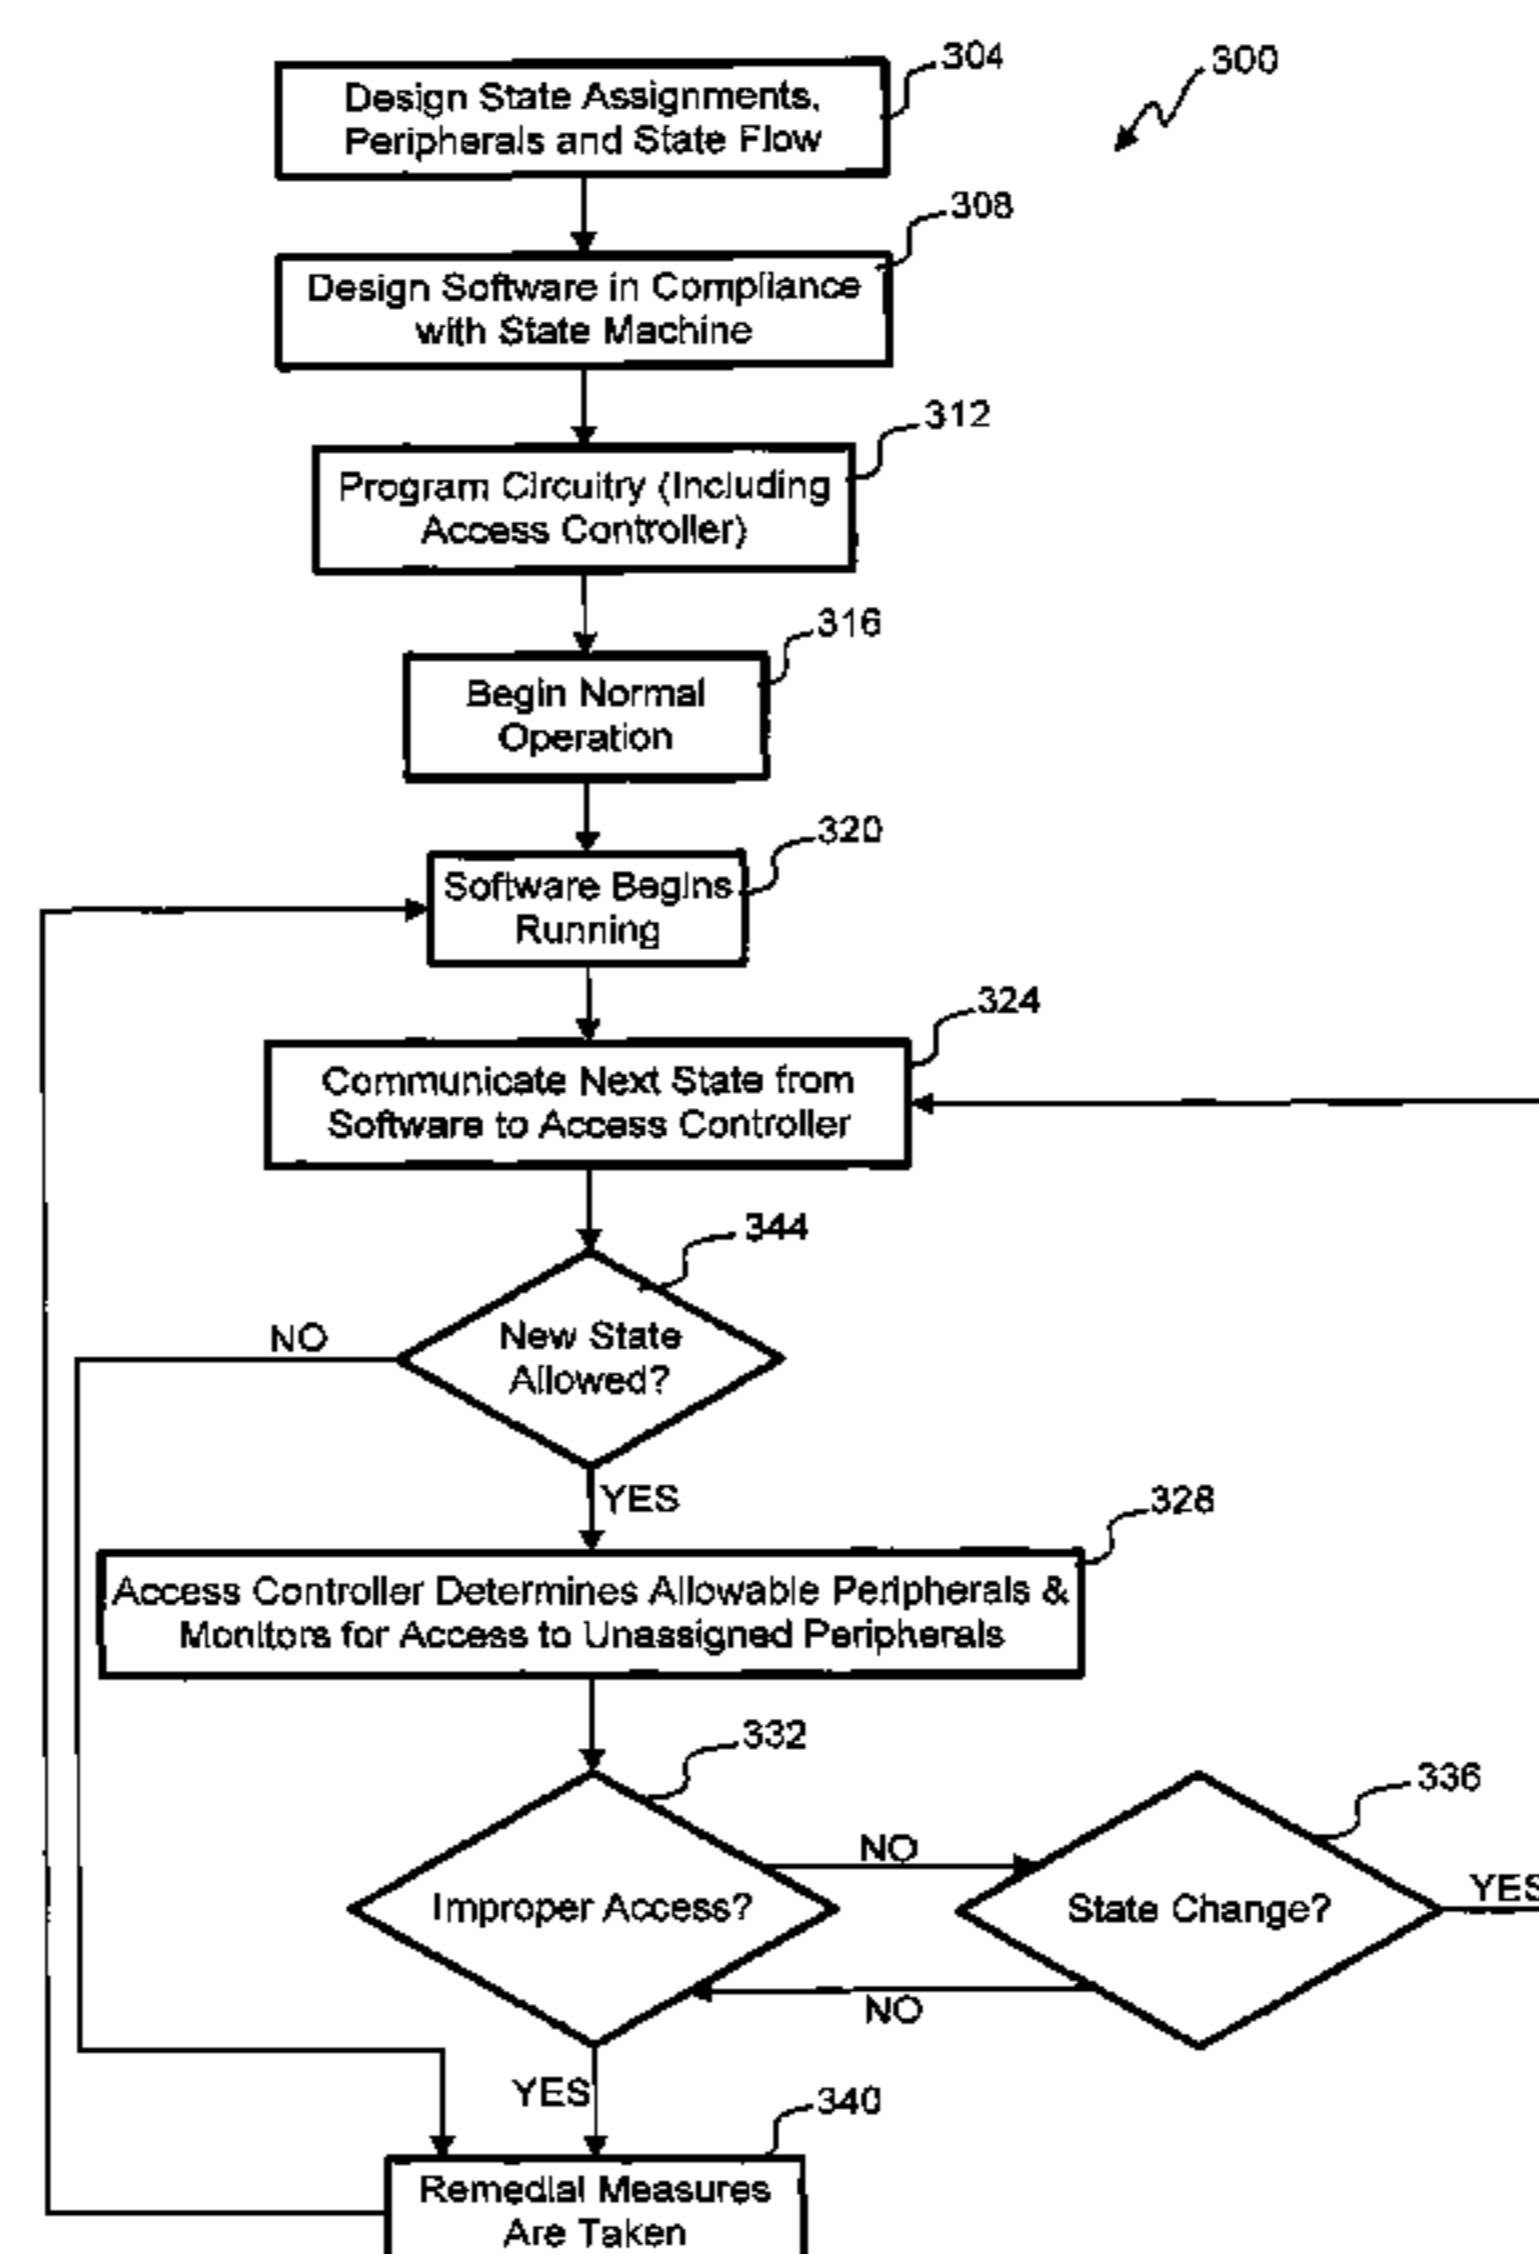 304
300
Design State Assignments,
Peripherals and State Flow
308
Design Software in Compliance
with State Machine
312
Program Circuitry (Including
Access Controller)
316
Begin Normal
Operation
320
Software Begins
Running
324
Communicate Next State from
Software to Access Controller
344
NO
New State
Allowed?
YES
328
Access Controller Determines Allowable Peripherals &
Monitors for Access to Unassigned Peripherals
332
336
NO
Improper Access?
State Change?
YES
NO
YES
340
Remedial Measures
Are Taken